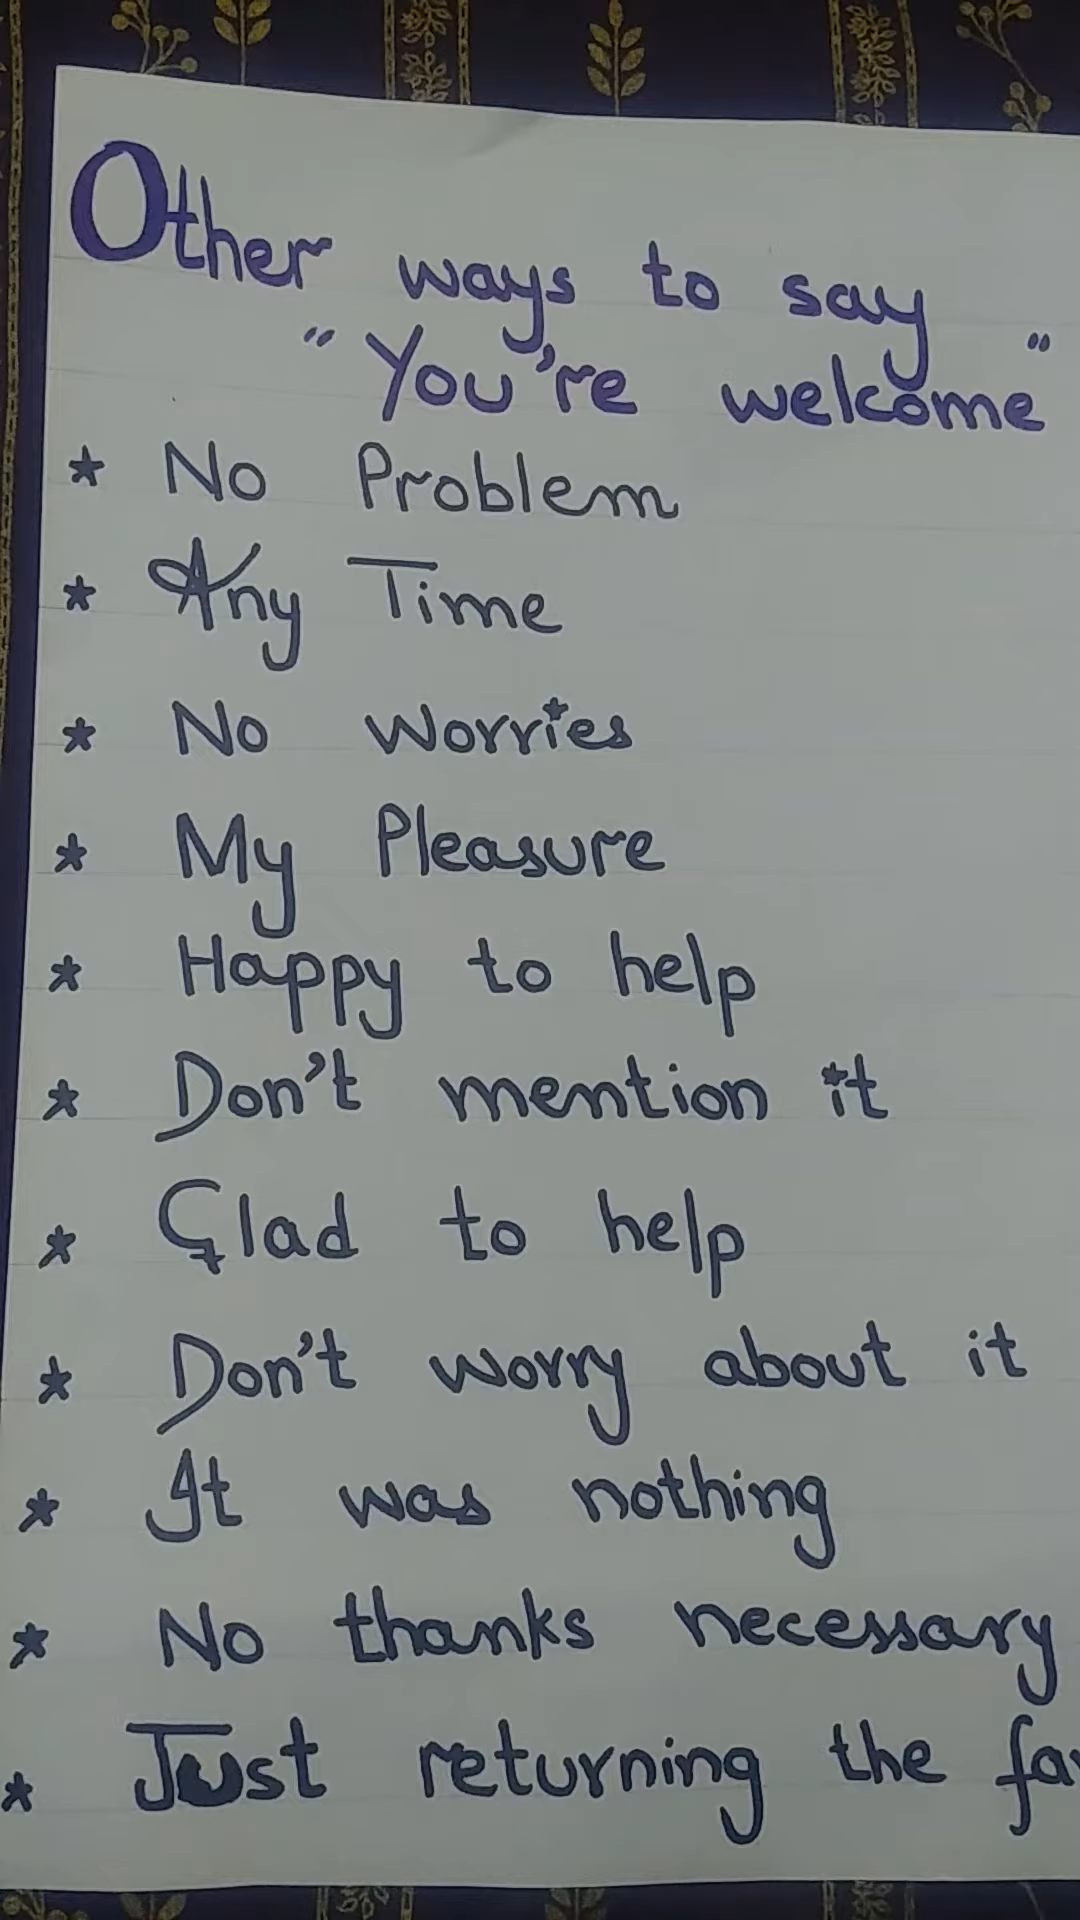 Other ways to say
"You're welcome"
* No Problem
* Any Time
* No worries
* My Pleasure
* Happy to help
* Don't mention it
* Glad to help
* Don't worry about it
* It was nothing
* No thanks necessary
* Just returning the